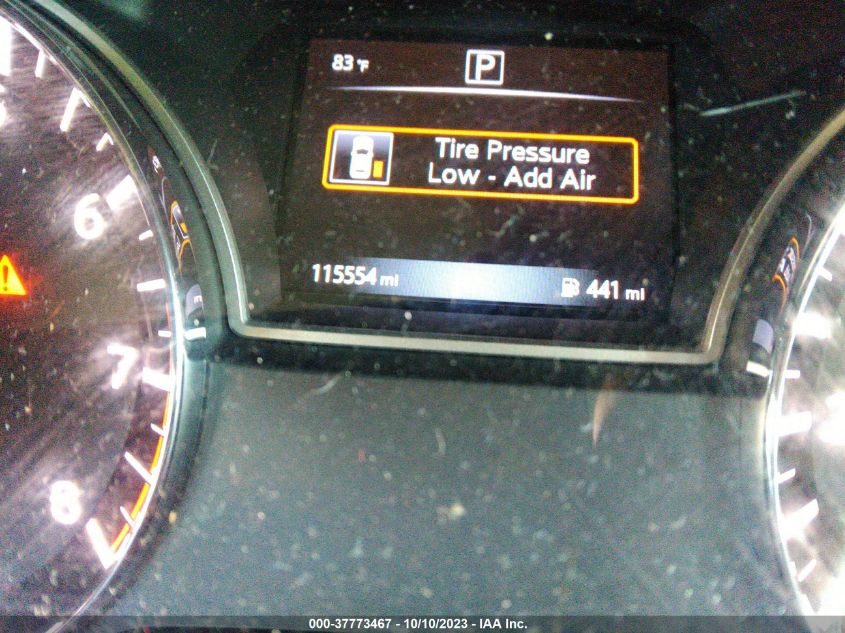 83 °F
P
Tire Pressure
Low - Add Air
115554 mi
441 mi
6
7
8
000-37773467 - 10/10/2023 - IAA Inc.